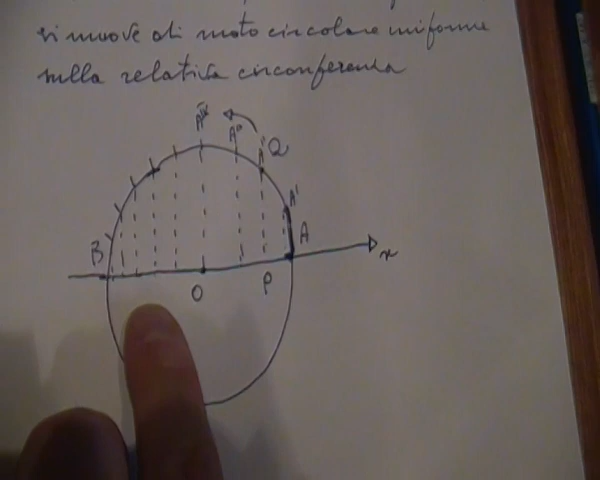 si muove di moto circolare uniforme
sulla relativa circonferenza
A'''
A''
Q
A'
B
A
O
P
x